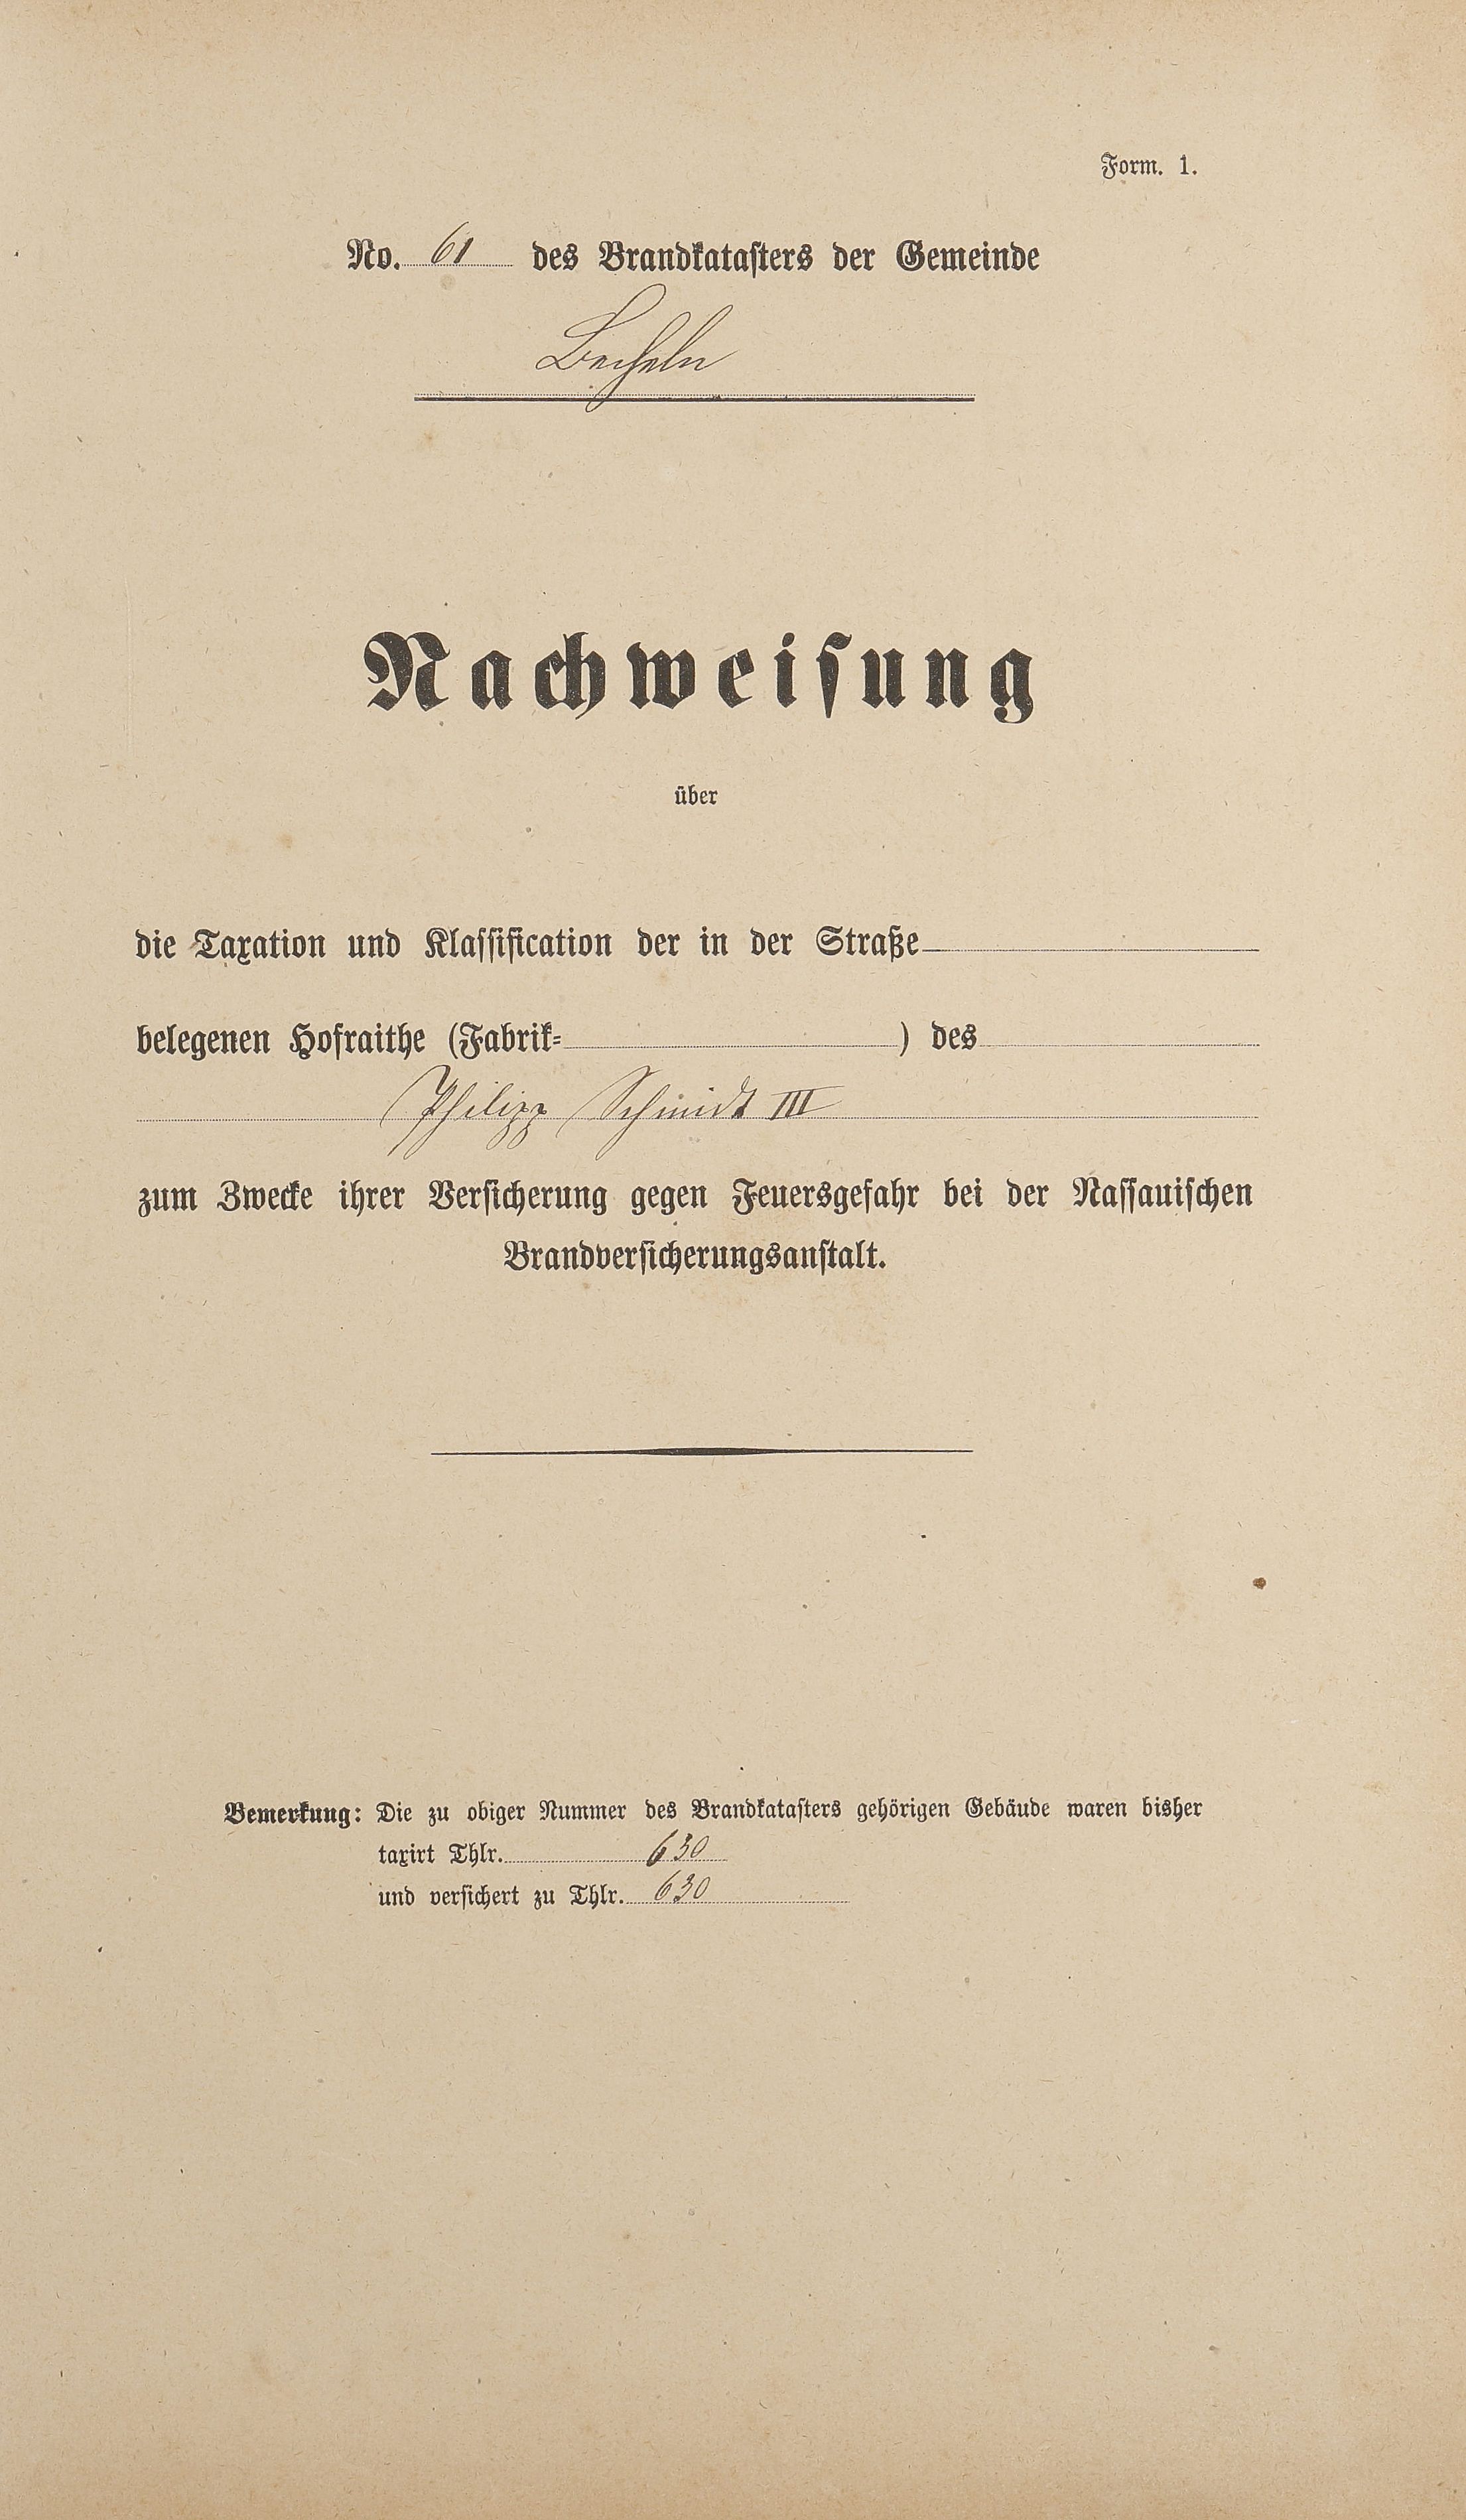 Form. 1.
No. 61 des Brandkatasters der Gemeinde
Becheln
Nachweisung
über
die Taxation und Klassification der in der Straße
belegenen Hofraithe (Fabrik- ) des
Philipp Schmidt III
zum Zwecke ihrer Versicherung gegen Feuersgefahr bei der Nassauischen
Brandversicherungsanstalt.
Bemerkung: Die zu obiger Nummer des Brandkatasters gehörigen Gebäude waren bisher
taxirt Thlr. 630
und versichert zu Thlr. 630